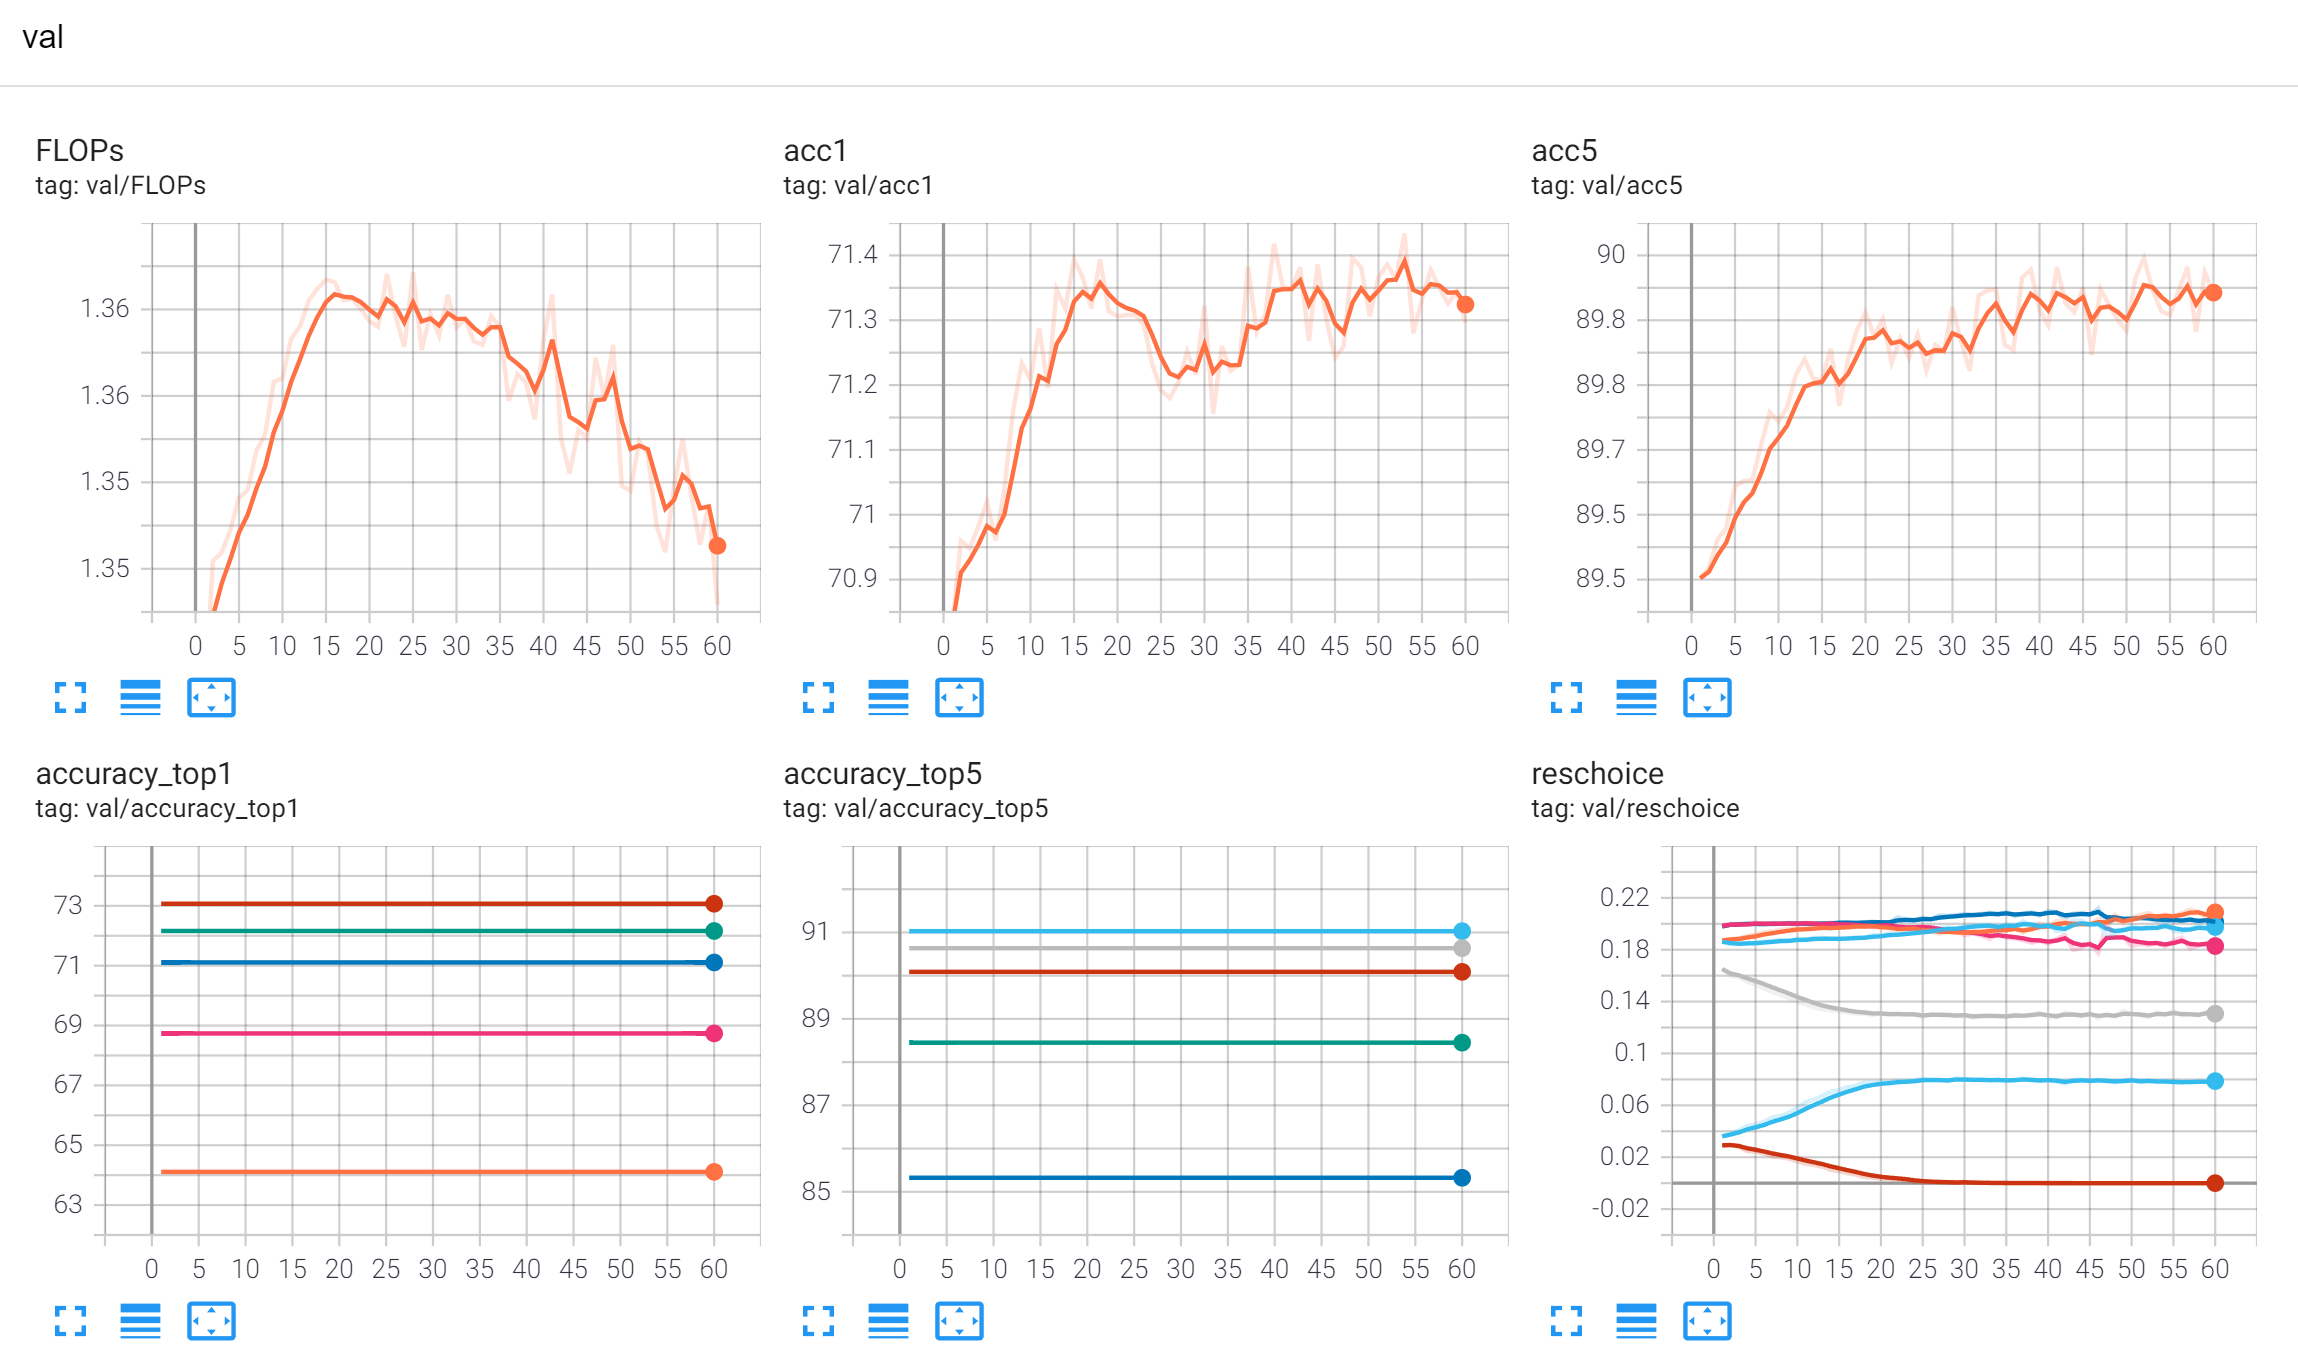 val
FLOPs
tag: val/FLOPs
1.36
1.36
1.35
1.35
0 5 10 15 20 25 30 35 40 45 50 55 60
acc1
tag: val/acc1
71.4
71.3
71.2
71.1
71
70.9
0 5 10 15 20 25 30 35 40 45 50 55 60
acc5
tag: val/acc5
90
89.8
89.8
89.7
89.5
89.5
0 5 10 15 20 25 30 35 40 45 50 55 60
accuracy_top1
tag: val/accuracy_top1
73
71
69
67
65
63
0 5 10 15 20 25 30 35 40 45 50 55 60
accuracy_top5
tag: val/accuracy_top5
91
89
87
85
0 5 10 15 20 25 30 35 40 45 50 55 60
reschoice
tag: val/reschoice
0.22
0.18
0.14
0.1
0.06
0.02
-0.02
0 5 10 15 20 25 30 35 40 45 50 55 60